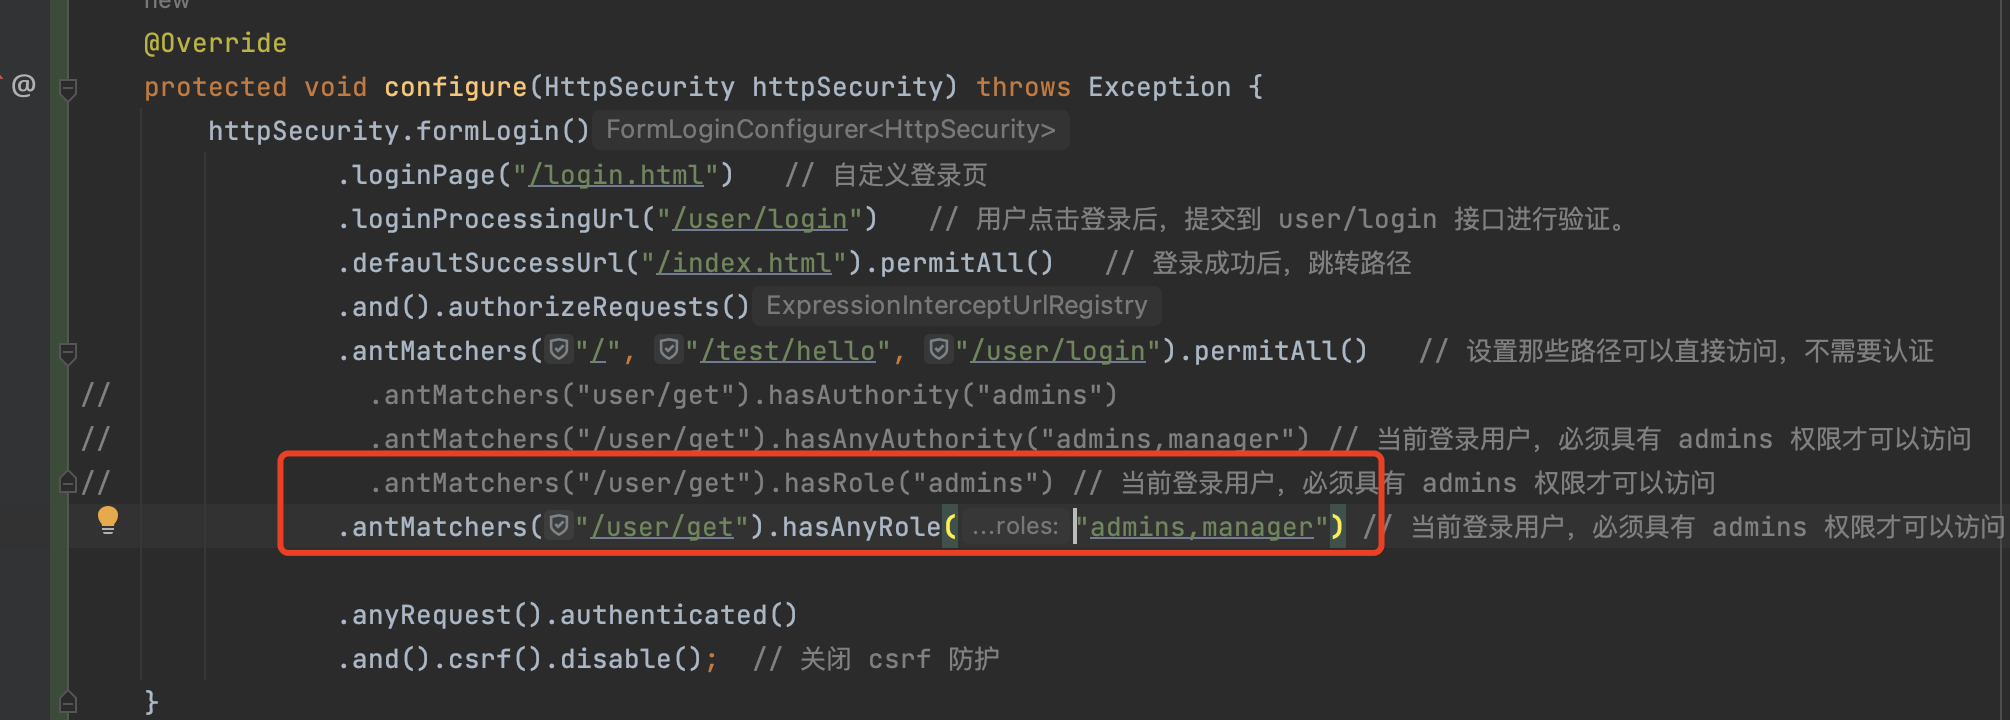 new
@Override
@ protected void configure(HttpSecurity httpSecurity) throws Exception {
httpSecurity.formLogin() FormLoginConfigurer<HttpSecurity>
.loginPage("/login.html")   // 自定义登录页
.loginProcessingUrl("/user/login")   // 用户点击登录后，提交到 user/login 接口进行验证。
.defaultSuccessUrl("/index.html").permitAll()   // 登录成功后，跳转路径
.and().authorizeRequests() ExpressionInterceptUrlRegistry
.antMatchers("/", "/test/hello", "/user/login").permitAll()   // 设置那些路径可以直接访问，不需要认证
//                .antMatchers("user/get").hasAuthority("admins")
//                .antMatchers("/user/get").hasAnyAuthority("admins,manager") // 当前登录用户，必须具有 admins 权限才可以访问
//                .antMatchers("/user/get").hasRole("admins") // 当前登录用户，必须具有 admins 权限才可以访问
.antMatchers("/user/get").hasAnyRole( ...roles: "admins,manager") // 当前登录用户，必须具有 admins 权限才可以访问
.anyRequest().authenticated()
.and().csrf().disable();  // 关闭 csrf 防护
}